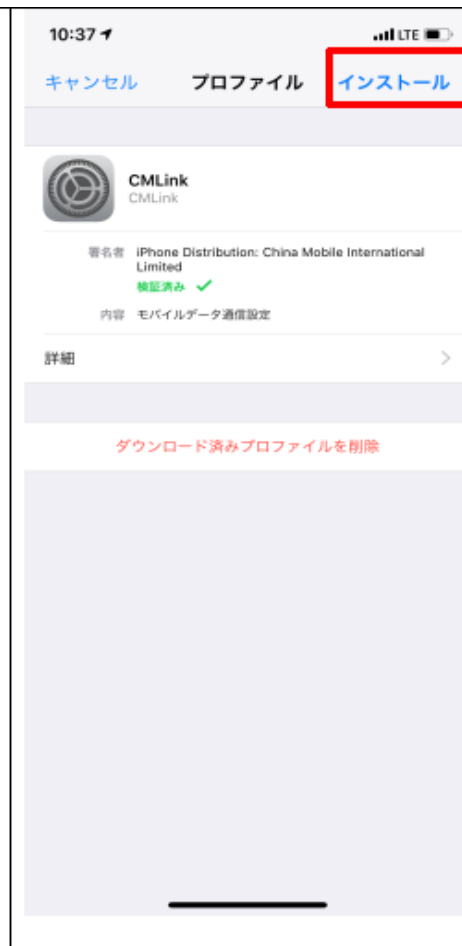 10:37
LTE
キャンセル プロファイル インストール
CMLink
CMLink
署名者 iPhone Distribution: China Mobile International
Limited
検証済み
内容 モバイルデータ通信設定
詳細
ダウンロード済みプロファイルを削除